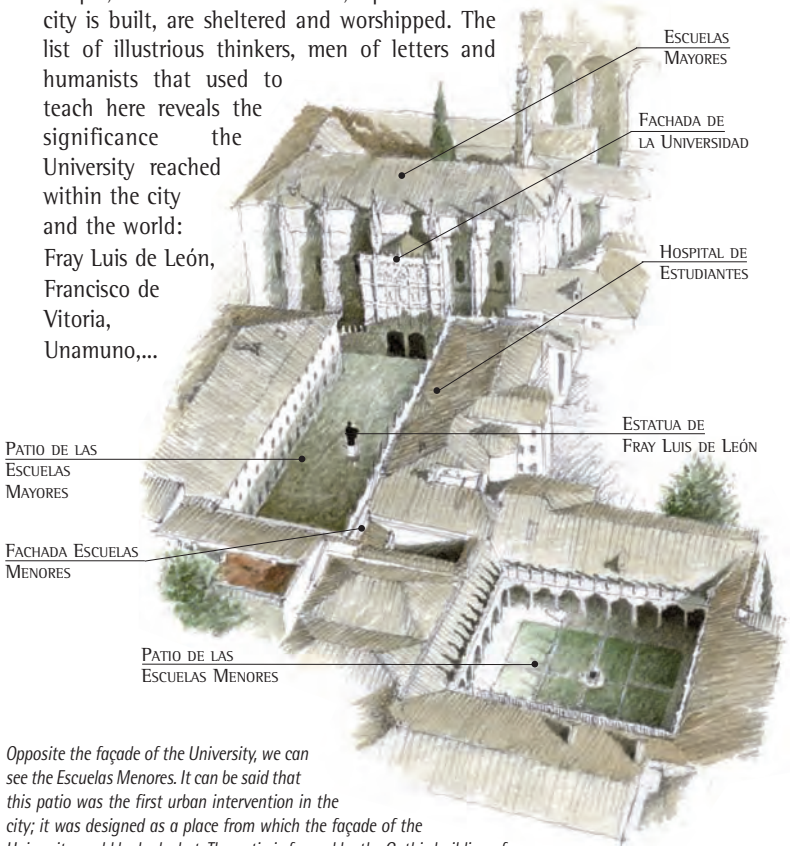 city is built, are sheltered and worshipped. The
list of illustrious thinkers, men of letters and
humanists that used to
teach here reveals the
significance the
University reached
within the city
and the world:
Fray Luis de León,
Francisco de
Vitoria,
Unamuno,...
ESCUELAS
MAYORES
FACHADA DE
LA UNIVERSIDAD
HOSPITAL DE
ESTUDIANTES
ESTATUA DE
FRAY LUIS DE LEÓN
PATIO DE LAS
ESCUELAS
MAYORES
FACHADA ESCUELAS
MENORES
PATIO DE LAS
ESCUELAS MENORES
Opposite the façade of the University, we can
see the Escuelas Menores. It can be said that
this patio was the first urban intervention in the
city; it was designed as a place from which the façade of the